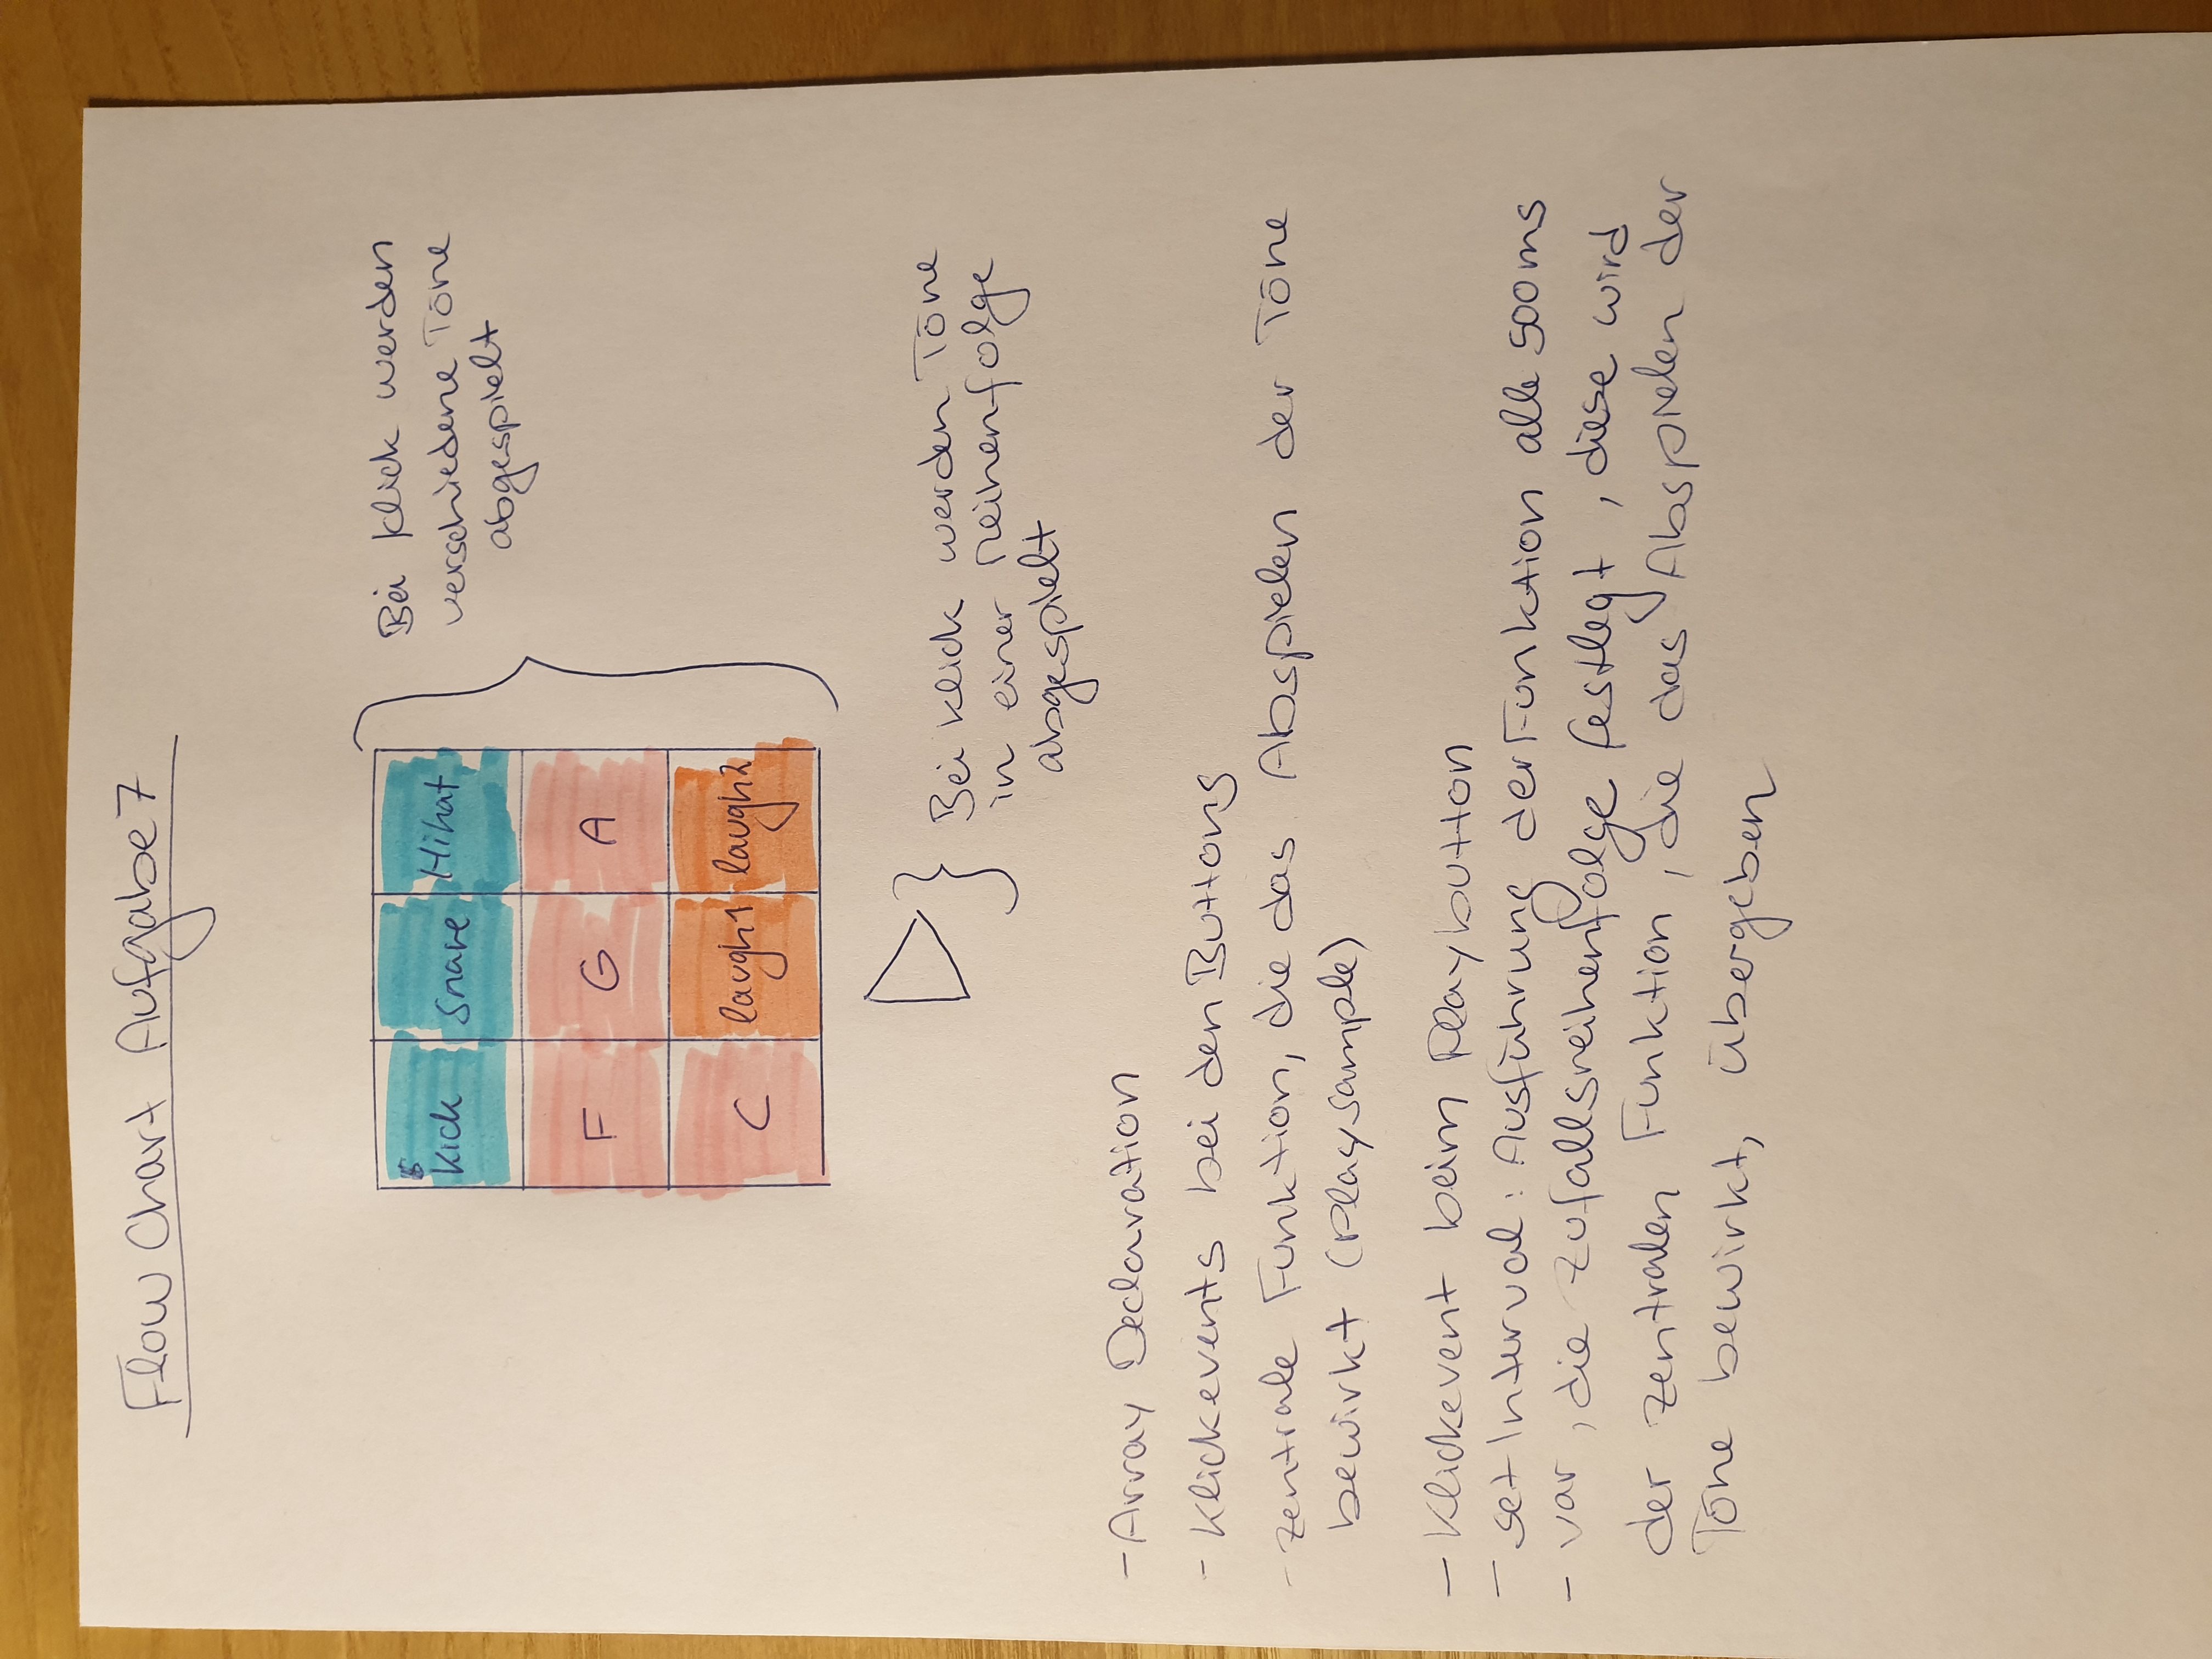 Flow Chart Aufgabe 7
Kick Snare Hihat
F G A
C laugh1 laugh2
Bei Klick werden
verschiedene Töne
abgespielt
Bei Klick werden Töne
in einer Reihenfolge
abgespielt
- Array Declaration
- Klickevents bei den Buttons
- zentrale Funktion, die das Abspielen der Töne
bewirkt (Playsample)
- Klickevent beim Playbutton
- setInterval: Ausführung der Funktion alle 500ms
- var, die Zufallsreihenfolge festlegt, diese wird
der zentralen Funktion, die das Abspielen der
Töne bewirkt, übergeben